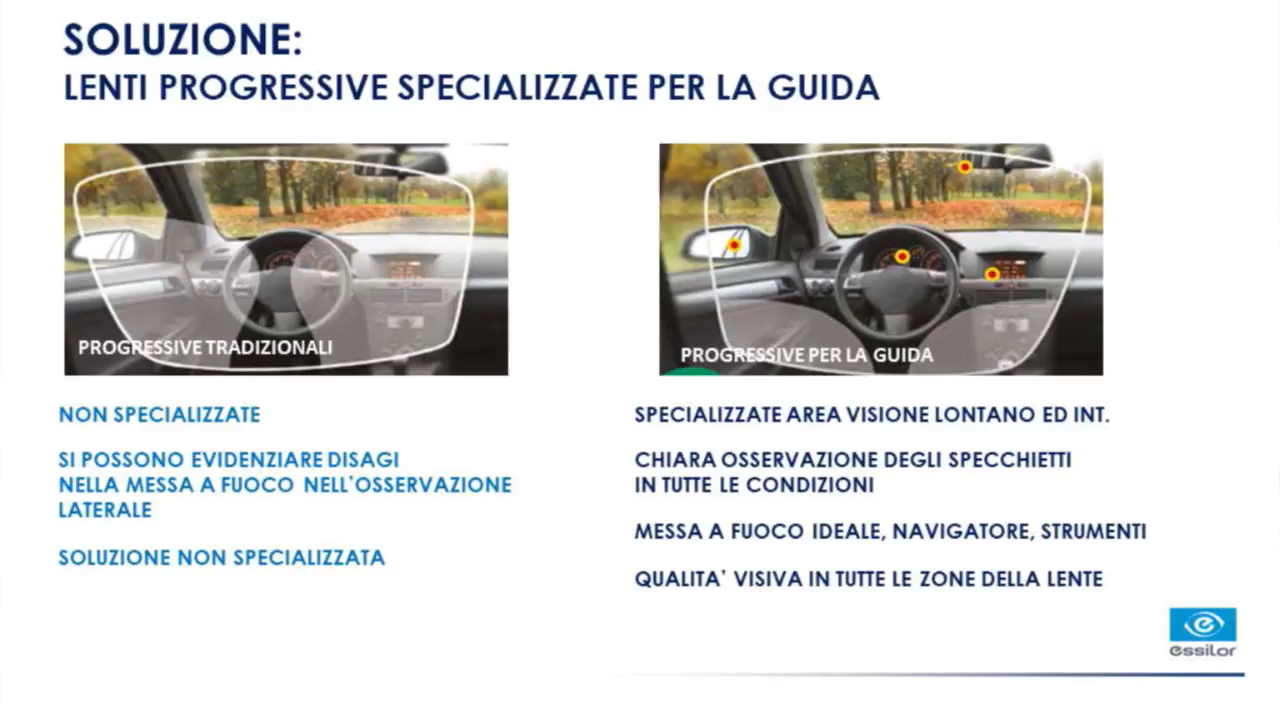 SOLUZIONE:
LENTI PROGRESSIVE SPECIALIZZATE PER LA GUIDA
PROGRESSIVE TRADIZIONALI
NON SPECIALIZZATE
SI POSSONO EVIDENZIARE DISAGI
NELLA MESSA A FUOCO NELL'OSSERVAZIONE
LATERALE
SOLUZIONE NON SPECIALIZZATA
PROGRESSIVE PER LA GUIDA
SPECIALIZZATE AREA VISIONE LONTANO ED INT.
CHIARA OSSERVAZIONE DEGLI SPECCHIETTI
IN TUTTE LE CONDIZIONI
MESSA A FUOCO IDEALE, NAVIGATORE, STRUMENTI
QUALITA' VISIVA IN TUTTE LE ZONE DELLA LENTE
essilor